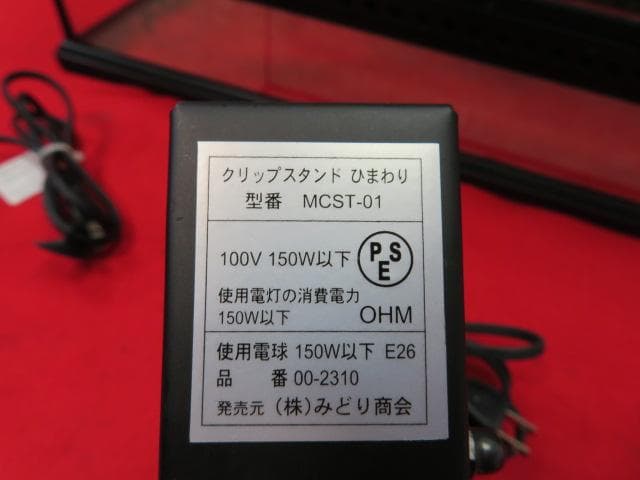 クリップスタンド ひまわり
型番 MCST-01
100V 150W以下
PSE
使用電灯の消費電力
150W以下 OHM
使用電球 150W以下 E26
品 番 00-2310
発売元 (株)みどり商会